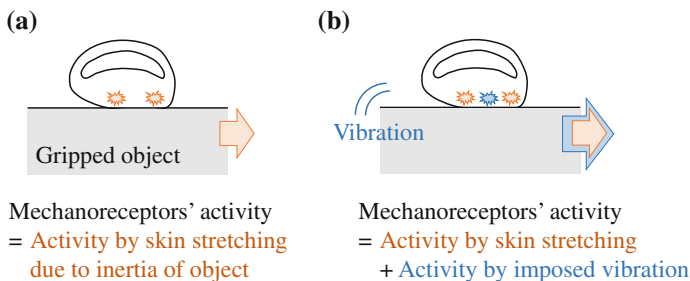 (a)
Gripped object
Mechanoreceptors' activity
= Activity by skin stretching
due to inertia of object
(b)
Vibration
Mechanoreceptors' activity
= Activity by skin stretching
+ Activity by imposed vibration